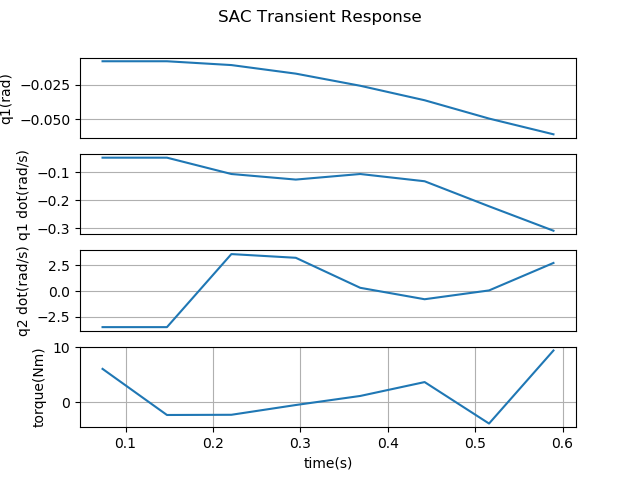 SAC Transient Response
q1(rad)
−0.025
−0.050
q1 dot(rad/s)
−0.1
−0.2
−0.3
q2 dot(rad/s)
2.5
0.0
−2.5
torque(Nm)
10
0
0.1 0.2 0.3 0.4 0.5 0.6
time(s)